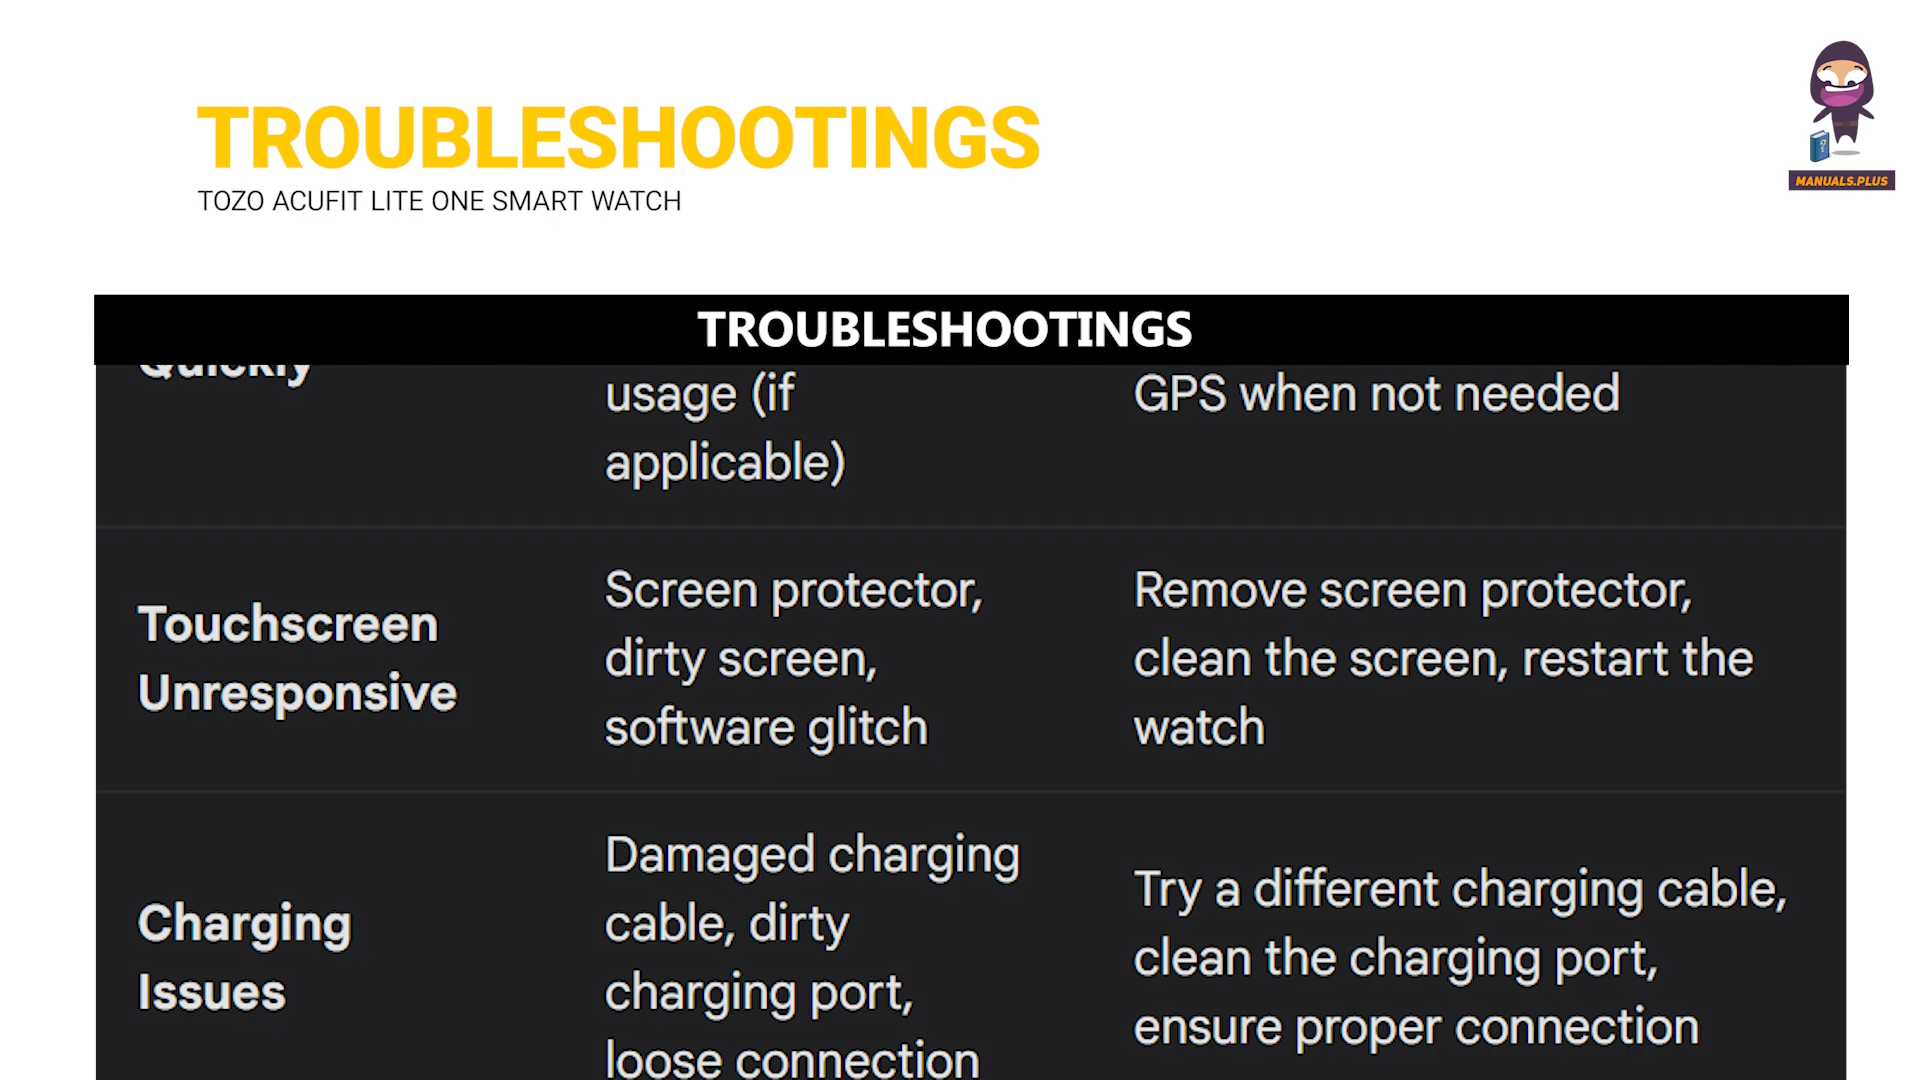 TROUBLESHOOTINGS
TOZO ACUFIT LITE ONE SMART WATCH
MANUALS.PLUS
TROUBLESHOOTINGS
Quickly
usage (if
applicable)
GPS when not needed
Touchscreen
Unresponsive
Screen protector,
dirty screen,
software glitch
Remove screen protector,
clean the screen, restart the
watch
Charging
Issues
Damaged charging
cable, dirty
charging port,
loose connection
Try a different charging cable,
clean the charging port,
ensure proper connection